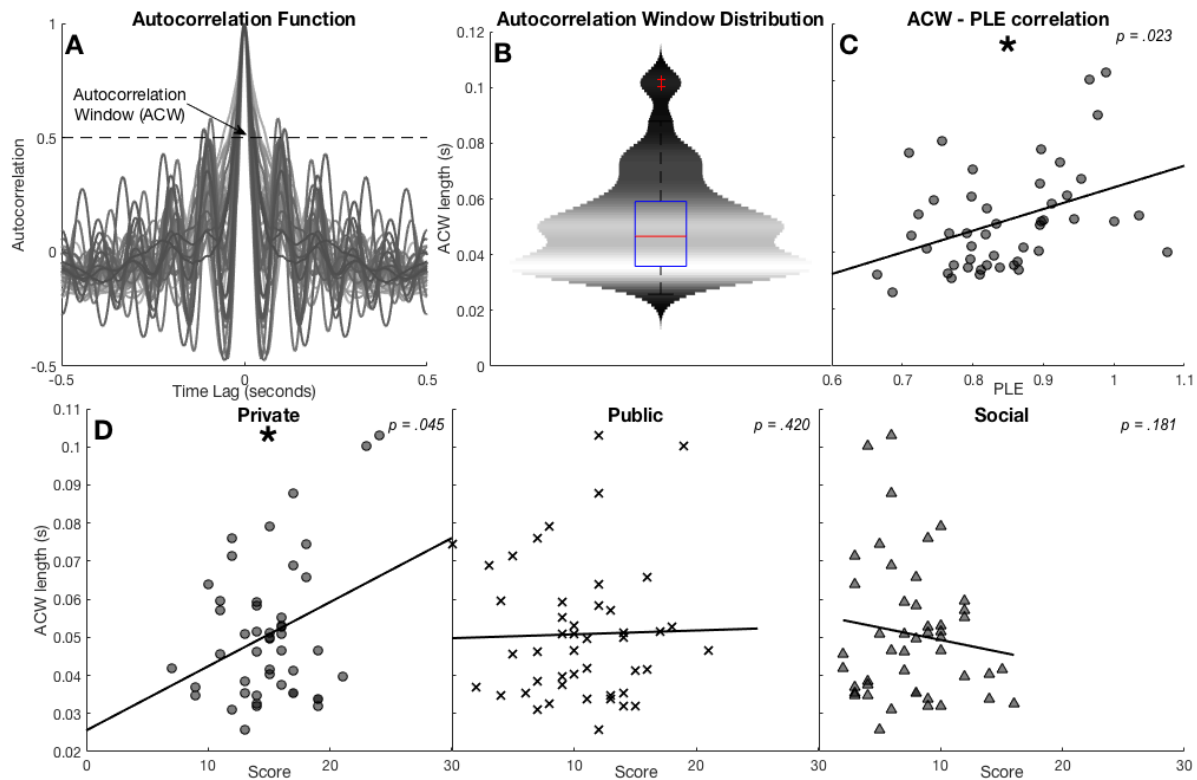 Autocorrelation Function
A
1
0.5
0
-0.5
Autocorrelation
Autocorrelation
Window (ACW)
-0.5
0
0.5
Time Lag (seconds)
Autocorrelation Window Distribution
B
0.12
0.1
0.08
0.06
0.04
0.02
0
ACW length (s)
ACW - PLE correlation
C
*
p = .023
0.6
0.7
0.8
0.9
1
1.1
PLE
D
0.11
0.1
0.09
0.08
0.07
0.06
0.05
0.04
0.03
0.02
ACW length (s)
Private
*
p = .045
0
10
20
30
Score
Public
p = .420
10
20
30
Score
Social
p = .181
10
20
30
Score